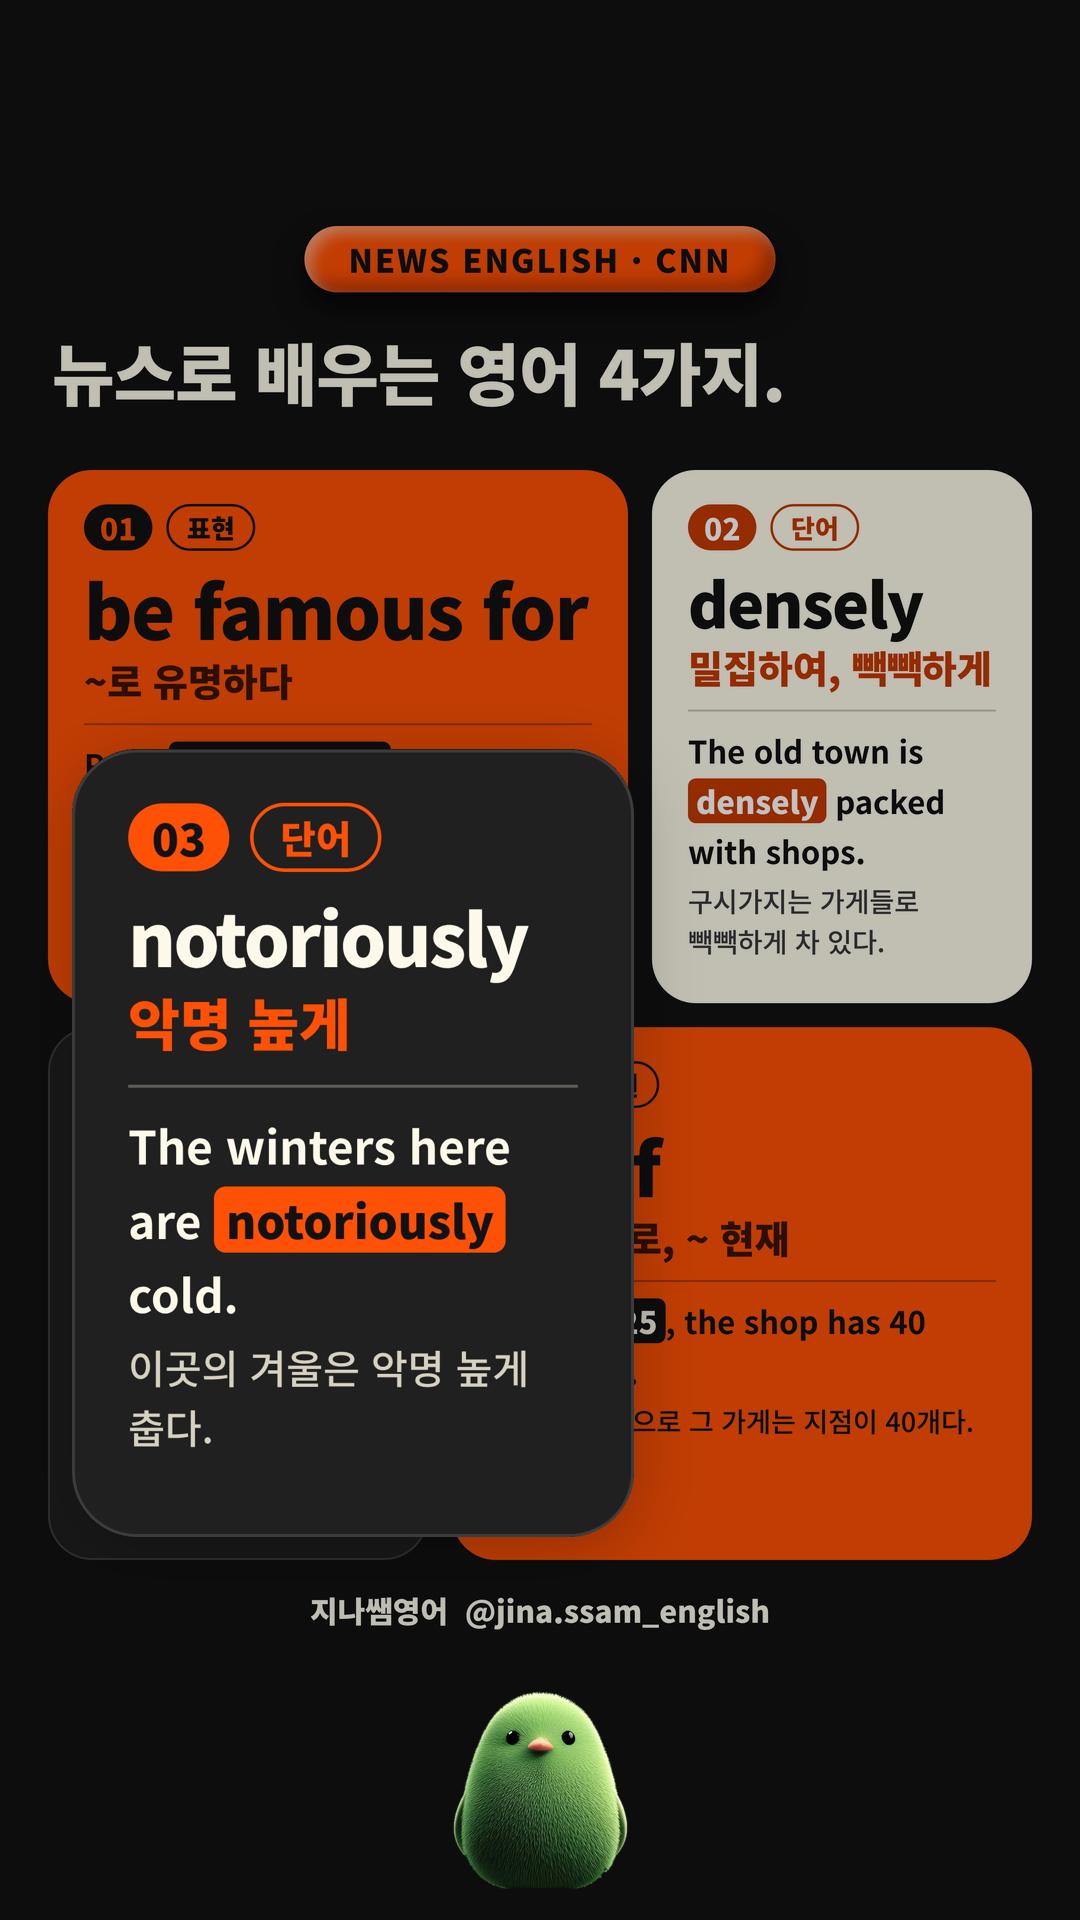 NEWS ENGLISH · CNN
뉴스로 배우는 영어 4가지.
01 표현
be famous for
~로 유명하다
02 단어
densely
밀집하여, 빽빽하게
The old town is
densely packed
with shops.
구시가지는 가게들로
빽빽하게 차 있다.
03 단어
notoriously
악명 높게
The winters here
are notoriously
cold.
이곳의 겨울은 악명 높게
춥다.
f
로, ~ 현재
25, the shop has 40
.
으로 그 가게는 지점이 40개다.
지나쌤영어 @jina.ssam_english